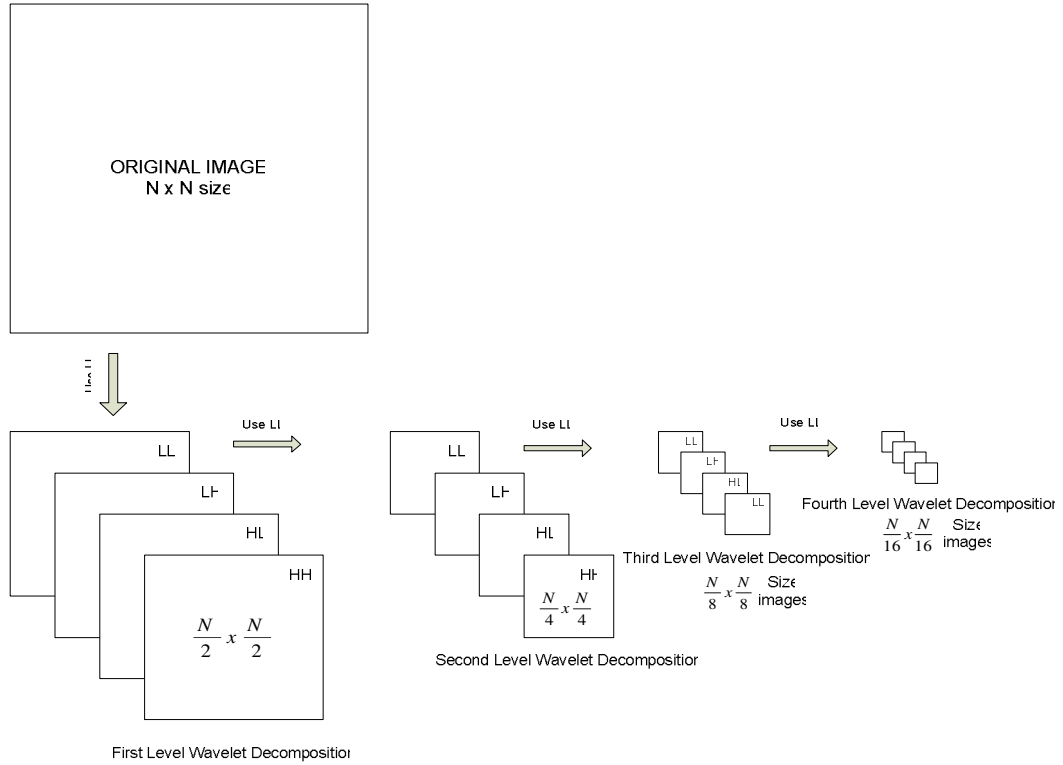 ORIGINAL IMAGE
N x N size
Use LL
LL
LH
HL
HH
N/2 x N/2
First Level Wavelet Decomposition
Use LL
LL
LH
HL
HH
N/4 x N/4
Second Level Wavelet Decomposition
Use LL
LL
LH
HL
LL
Third Level Wavelet Decomposition
N/8 x N/8 Size
images
Use LL
Fourth Level Wavelet Decomposition
N/16 x N/16 Size
images